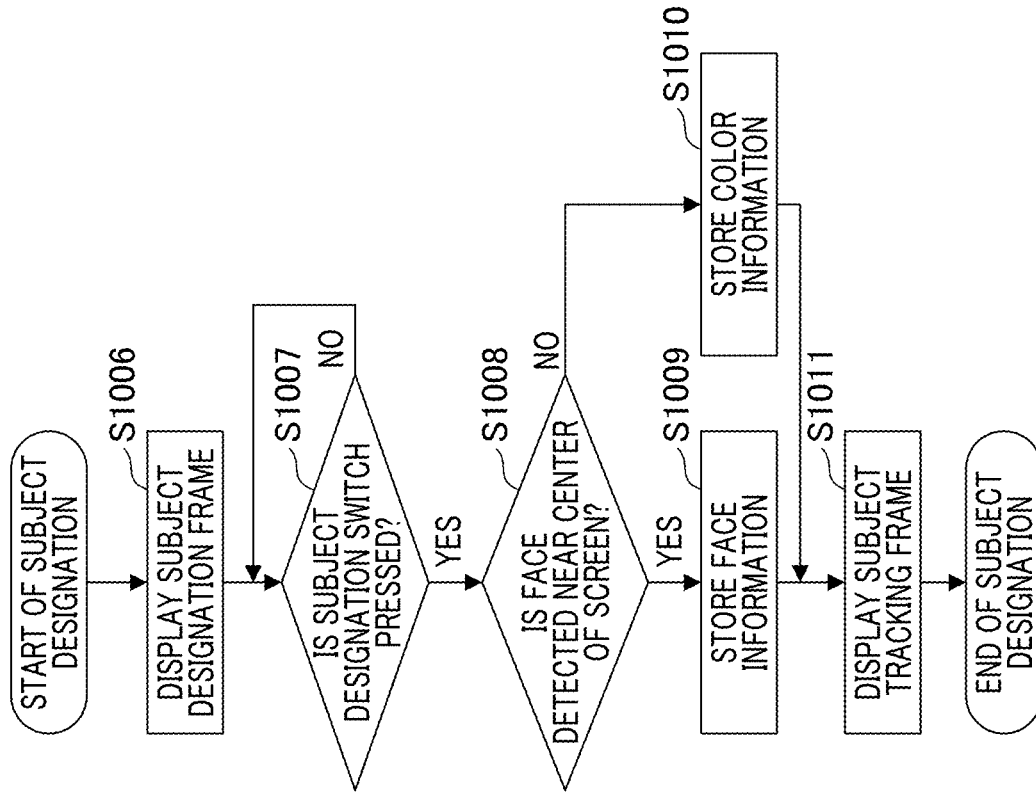 START OF SUBJECT
DESIGNATION
S1006
DISPLAY SUBJECT
DESIGNATION FRAME
S1007
IS SUBJECT
DESIGNATION SWITCH
PRESSED?
NO
YES
S1008
IS FACE
DETECTED NEAR CENTER
OF SCREEN?
NO
YES
S1009
STORE FACE
INFORMATION
S1010
STORE COLOR
INFORMATION
S1011
DISPLAY SUBJECT
TRACKING FRAME
END OF SUBJECT
DESIGNATION